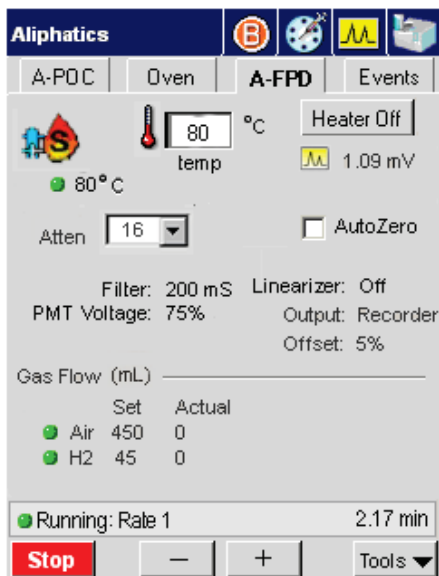 Aliphatics B
A-POC Oven A-FPD Events
S 80 °C Heater Off
temp 1.09 mV
80° C
Atten 16 AutoZero
Filter: 200 mS Linearizer: Off
PMT Voltage: 75% Output: Recorder
Offset: 5%
Gas Flow (mL)
Set Actual
Air 450 0
H2 45 0
Running: Rate 1 2.17 min
Stop − + Tools